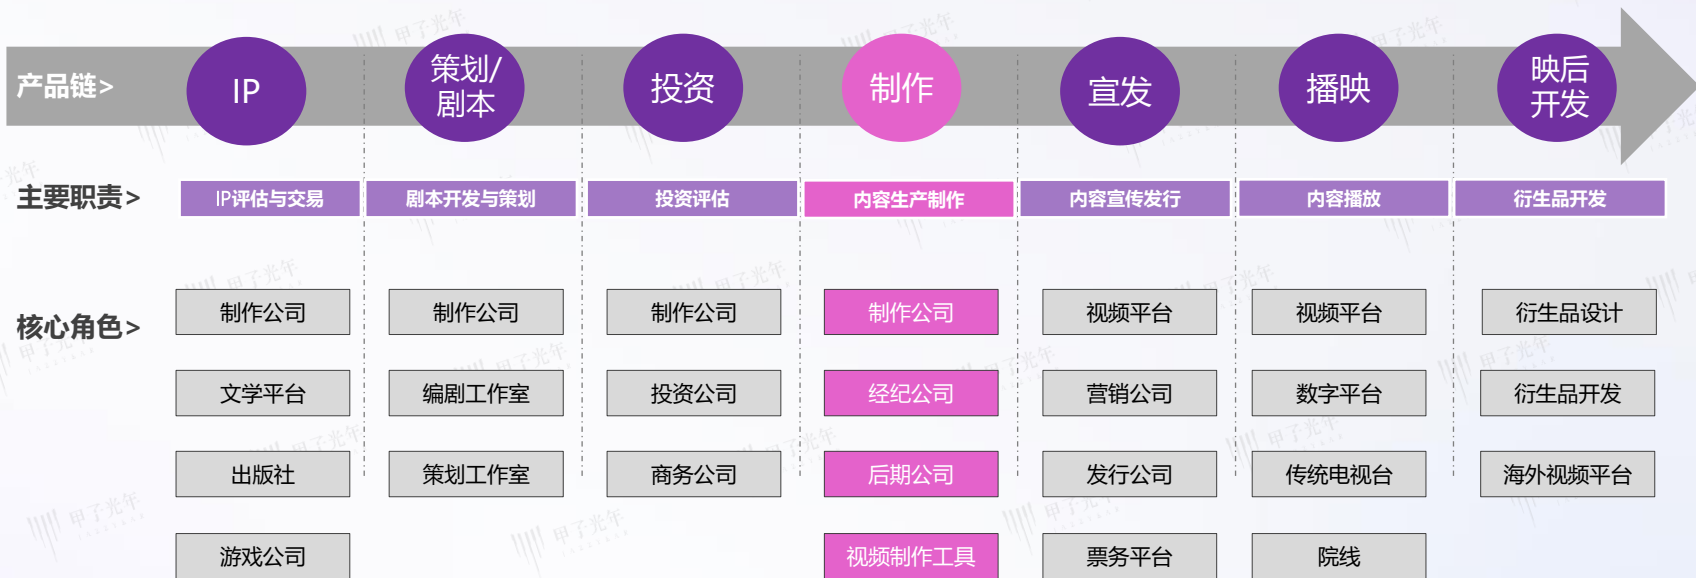 产品链>
IP
策划/
剧本
投资
制作
宣发
播映
映后
开发
主要职责>
IP评估与交易
剧本开发与策划
投资评估
内容生产制作
内容宣传发行
内容播放
衍生品开发
核心角色>
制作公司
制作公司
制作公司
制作公司
视频平台
视频平台
衍生品设计
文学平台
编剧工作室
投资公司
经纪公司
营销公司
数字平台
衍生品开发
出版社
策划工作室
商务公司
后期公司
发行公司
传统电视台
海外视频平台
游戏公司
视频制作工具
票务平台
院线
甲子光年